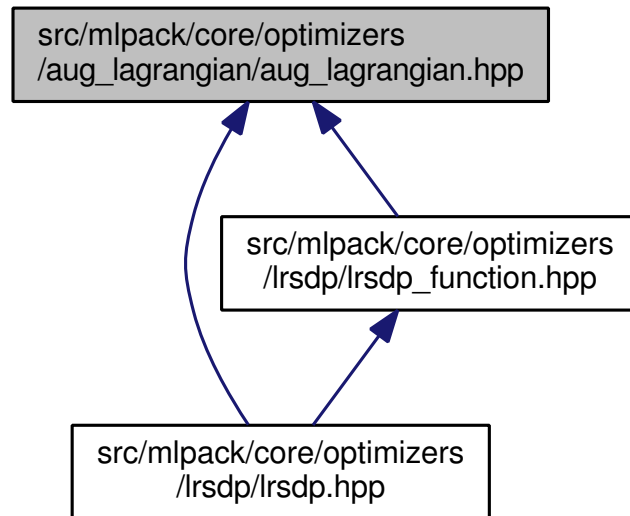 src/mlpack/core/optimizers
/aug_lagrangian/aug_lagrangian.hpp
src/mlpack/core/optimizers
/lrsdp/lrsdp_function.hpp
src/mlpack/core/optimizers
/lrsdp/lrsdp.hpp